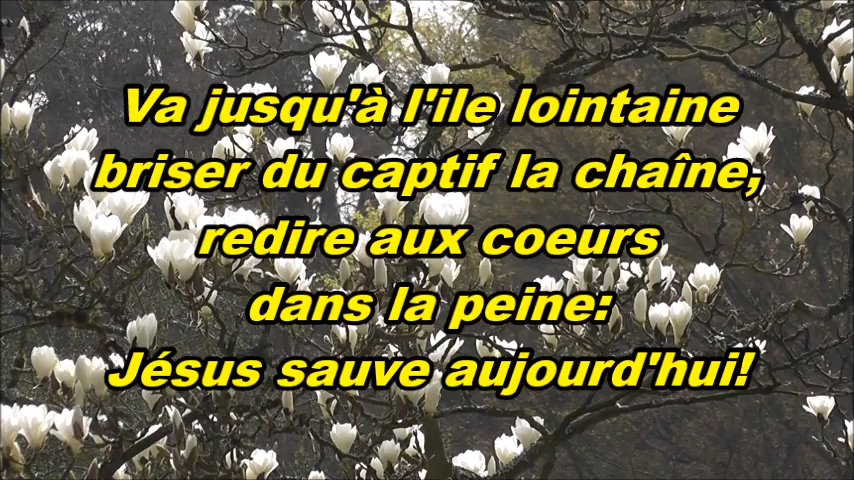 Va jusqu'à l'ile lointaine
briser du captif la chaîne,
redire aux coeurs
dans la peine:
Jésus sauve aujourd'hui!